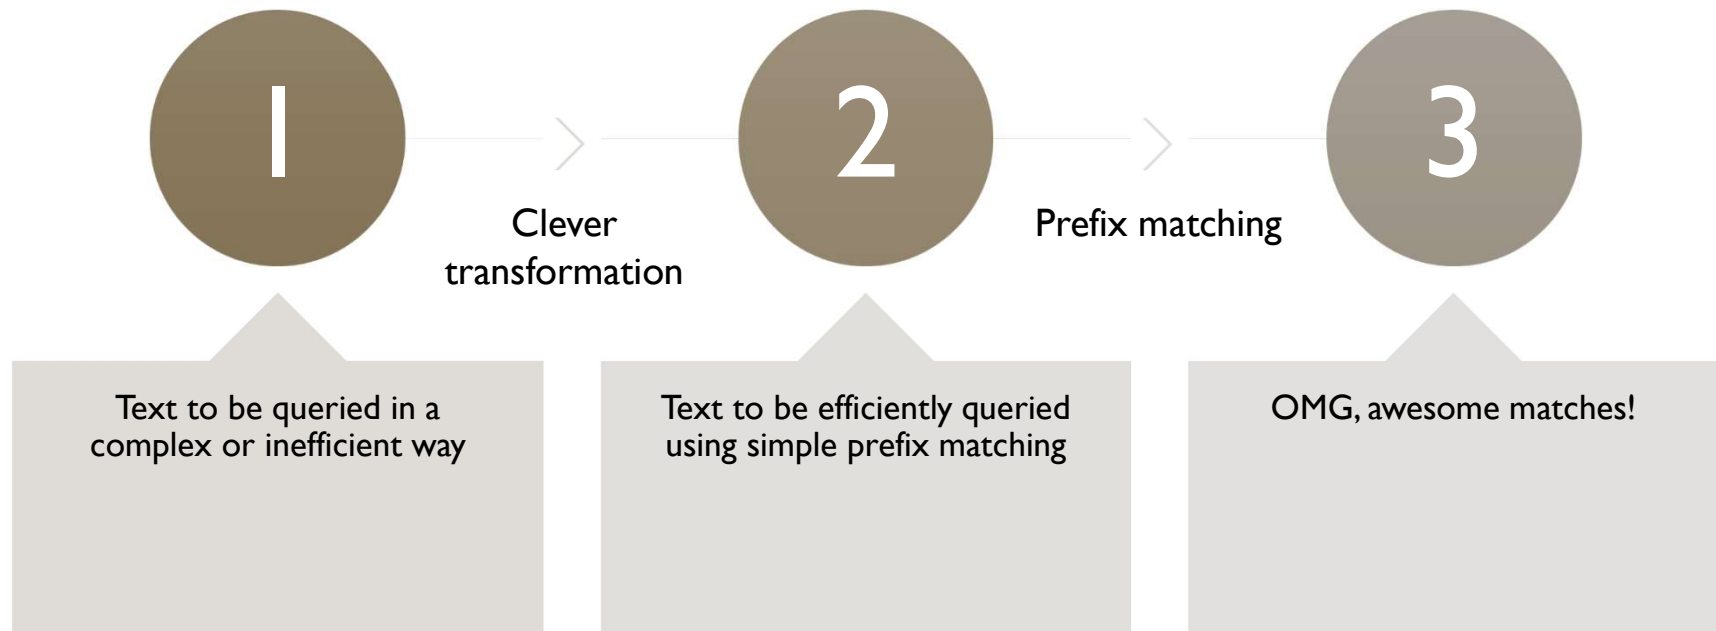 1
2
3
Clever
transformation
Prefix matching
Text to be queried in a
complex or inefficient way
Text to be efficiently queried
using simple prefix matching
OMG, awesome matches!